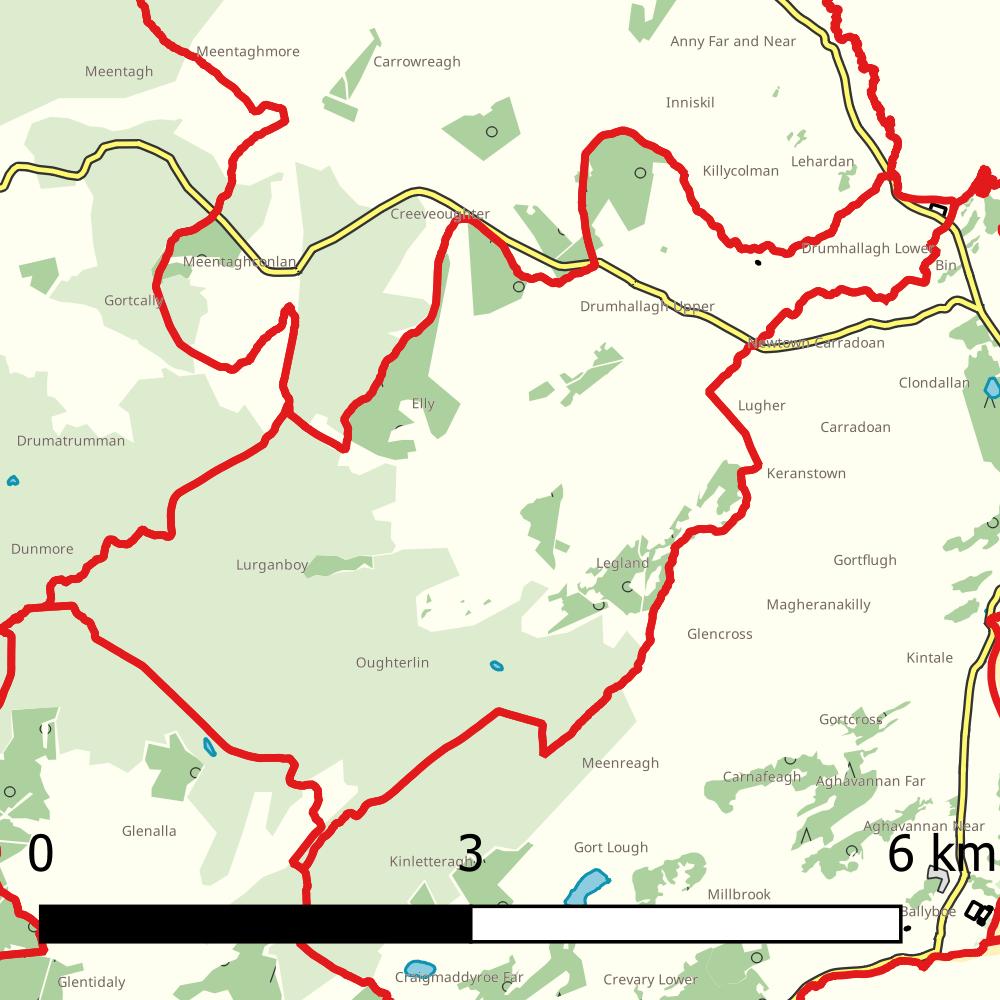 Anny Far and Near
Meentaghmore
Carrowreagh
Meentagh
Inniskil
Lehardan
Killycolman
Creeveoughter
Drumhallagh Lower
Meentaghconlan
Bin
Gortcally
Drumhallagh Upper
Newtown Carradoan
Clondallan
Elly
Lugher
Carradoan
Drumatrumman
Keranstown
Dunmore
Gortflugh
Lurganboy
Legland
Magheranakilly
Glencross
Kintale
Oughterlin
Gortcross
Meenreagh
Carnafeagh
Aghavannan Far
Glenalla
Aghavannan Near
Gort Lough
0 3 6 km
Kinletteragh
Millbrook
Ballyboe
Craigmaddyroe Far
Crevary Lower
Glentidaly